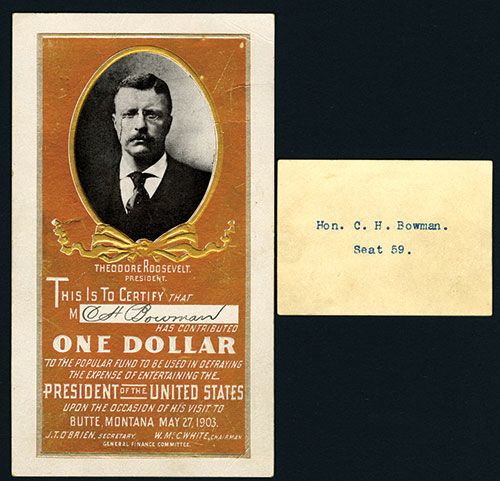 THEODORE ROOSEVELT.
PRESIDENT.
THIS IS TO CERTIFY THAT
M C H Bowman
HAS CONTRIBUTED
ONE DOLLAR
TO THE POPULAR FUND TO BE USED IN DEFRAYING
THE EXPENSE OF ENTERTAINING THE
PRESIDENT OF THE UNITED STATES
UPON THE OCCASION OF HIS VISIT TO
BUTTE, MONTANA MAY 27, 1903.
J.T. O'BRIEN, SECRETARY. W. MCC. WHITE, CHAIRMAN
GENERAL FINANCE COMMITTEE.
Hon. C. H. Bowman.
Seat 59.